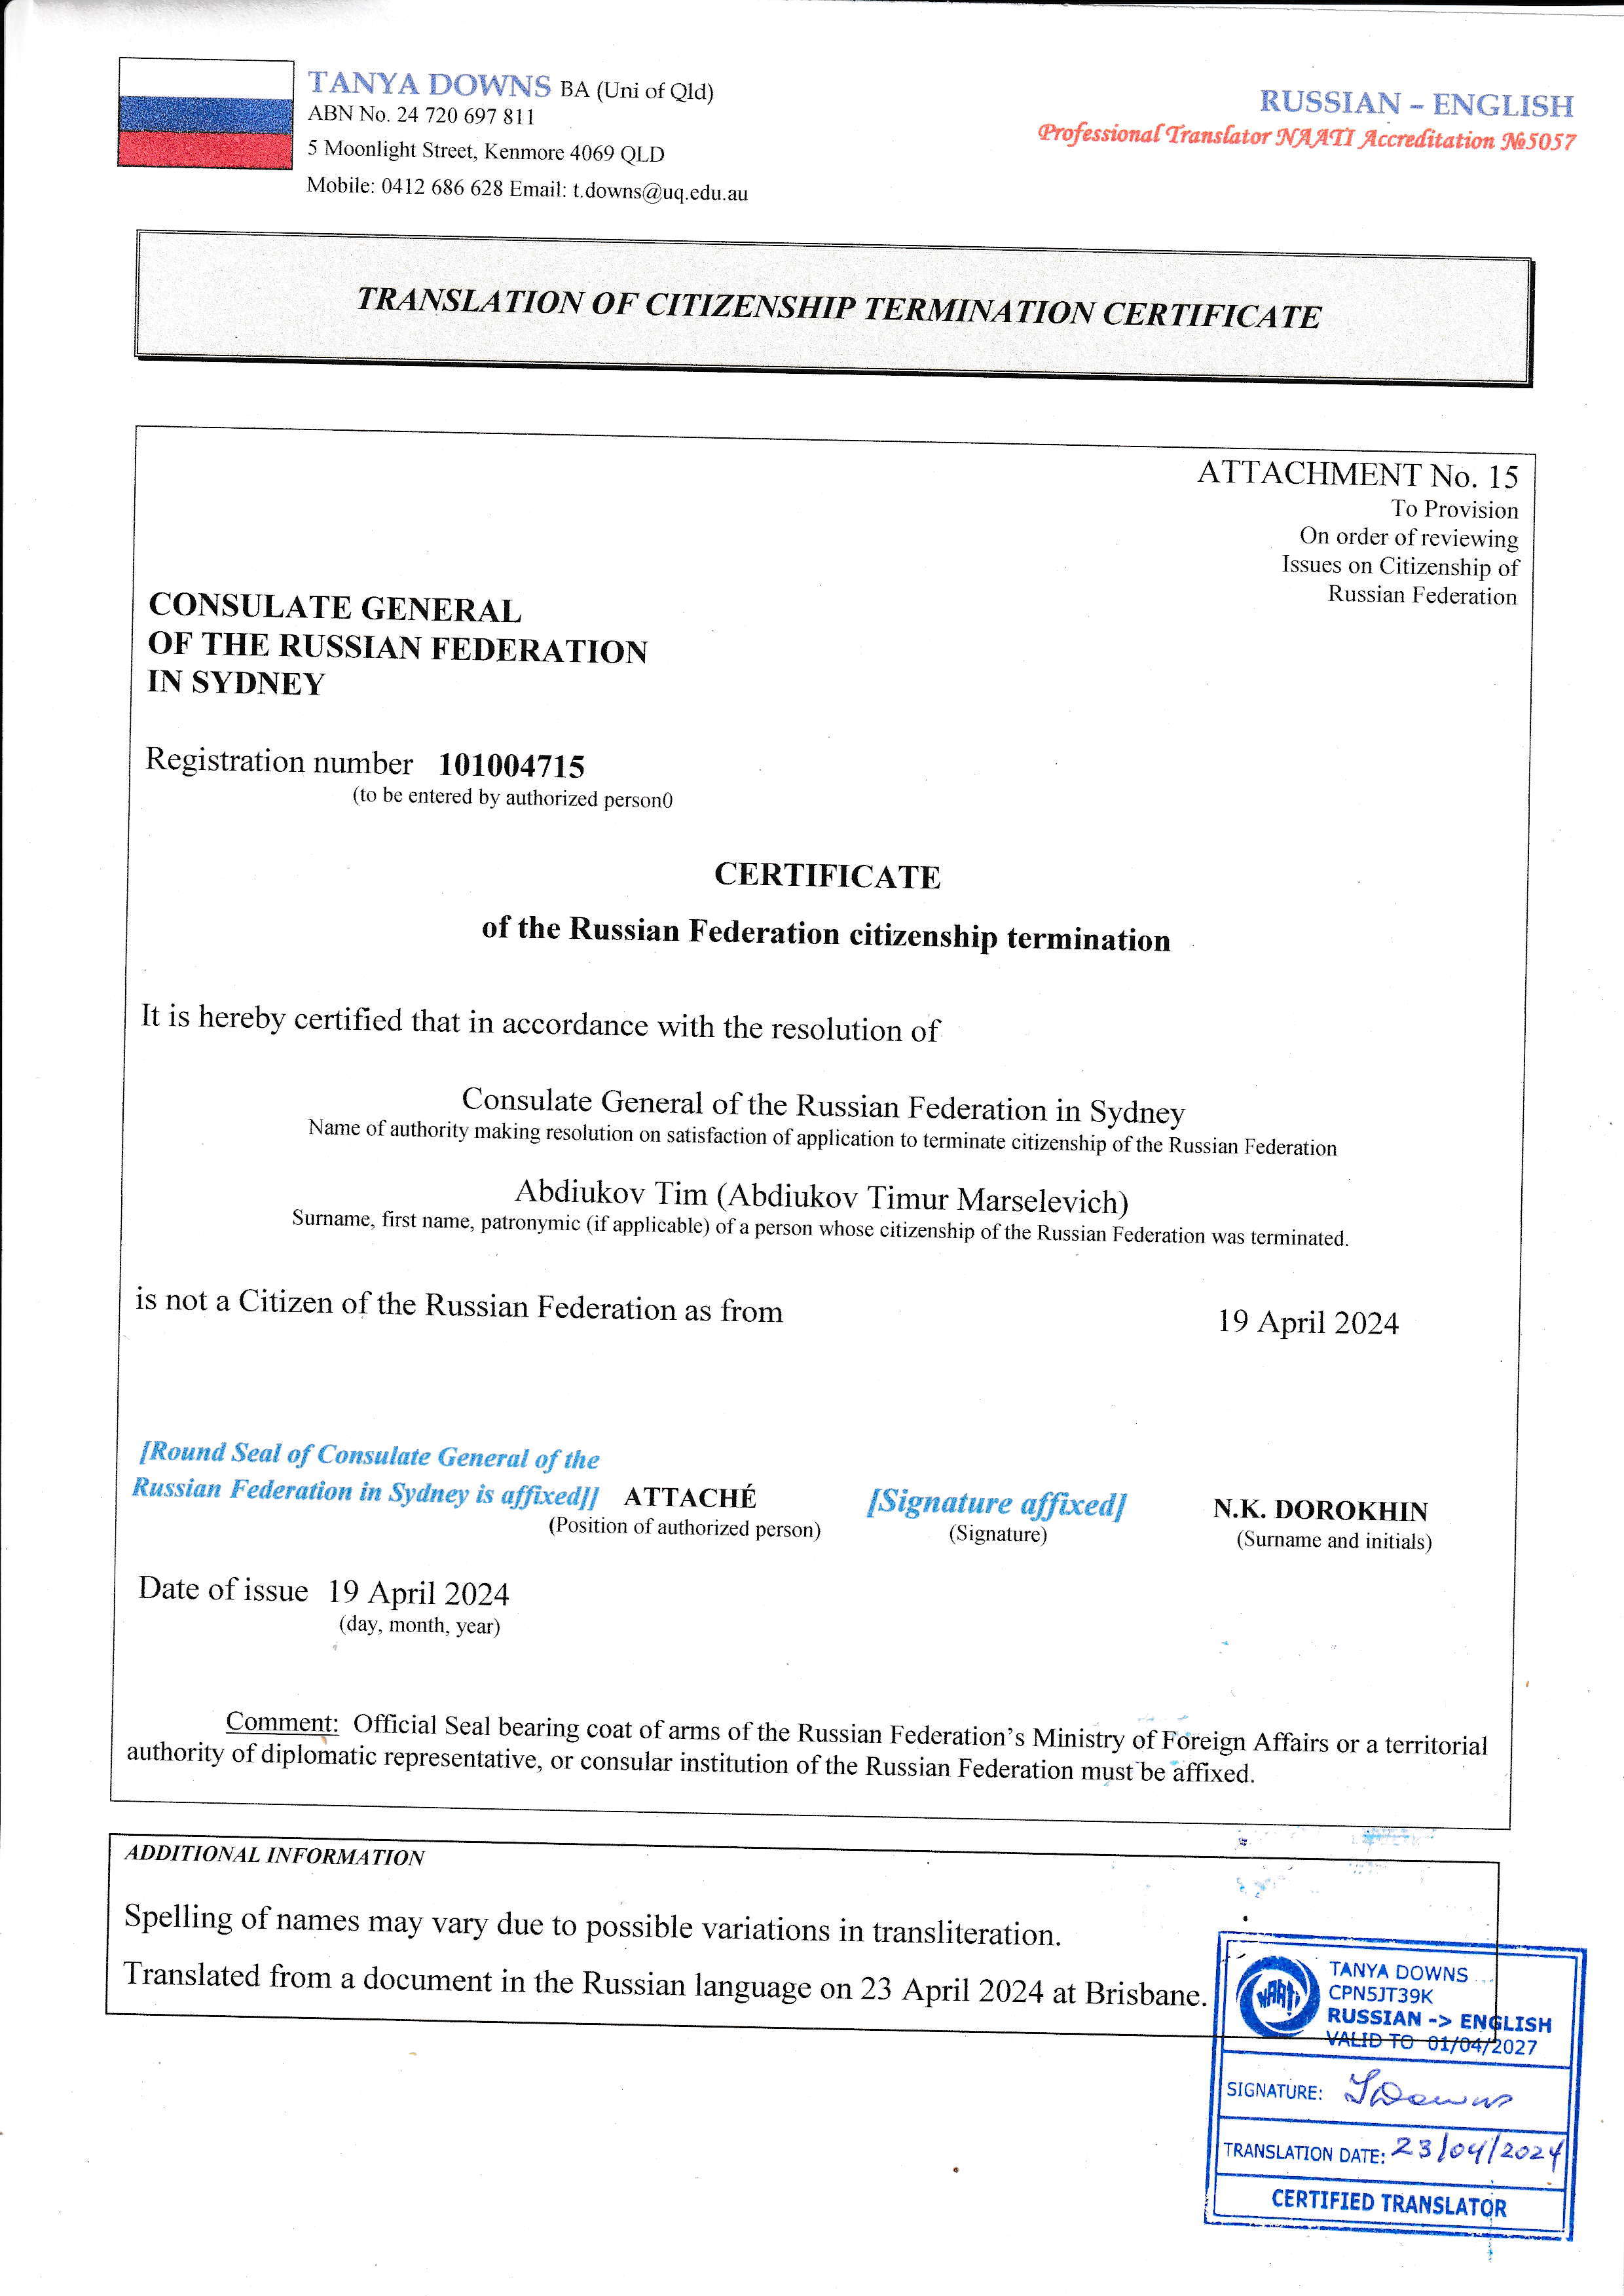 TANYA DOWNS BA (Uni of Qld)
ABN No. 24 720 697 811
5 Moonlight Street, Kenmore 4069 QLD
Mobile: 0412 686 628 Email: t.downs@uq.edu.au
RUSSIAN – ENGLISH
Professional Translator NAATI Accreditation №5057
TRANSLATION OF CITIZENSHIP TERMINATION CERTIFICATE
ATTACHMENT No. 15
To Provision
On order of reviewing
Issues on Citizenship of
Russian Federation
CONSULATE GENERAL
OF THE RUSSIAN FEDERATION
IN SYDNEY
Registration number 101004715
(to be entered by authorized person0
CERTIFICATE
of the Russian Federation citizenship termination
It is hereby certified that in accordance with the resolution of
Consulate General of the Russian Federation in Sydney
Name of authority making resolution on satisfaction of application to terminate citizenship of the Russian Federation
Abdiukov Tim (Abdiukov Timur Marselevich)
Surname, first name, patronymic (if applicable) of a person whose citizenship of the Russian Federation was terminated.
is not a Citizen of the Russian Federation as from 19 April 2024
[Round Seal of Consulate General of the
Russian Federation in Sydney is affixed]] ATTACHÉ [Signature affixed] N.K. DOROKHIN
(Position of authorized person) (Signature) (Surname and initials)
Date of issue 19 April 2024
(day, month, year)
Comment: Official Seal bearing coat of arms of the Russian Federation's Ministry of Foreign Affairs or a territorial
authority of diplomatic representative, or consular institution of the Russian Federation must be affixed.
ADDITIONAL INFORMATION
Spelling of names may vary due to possible variations in transliteration.
Translated from a document in the Russian language on 23 April 2024 at Brisbane.
NAATI
TANYA DOWNS
CPN5JT39K
RUSSIAN -> ENGLISH
VALID TO 01/04/2027
SIGNATURE: TDowns
TRANSLATION DATE: 23/04/2024
CERTIFIED TRANSLATOR